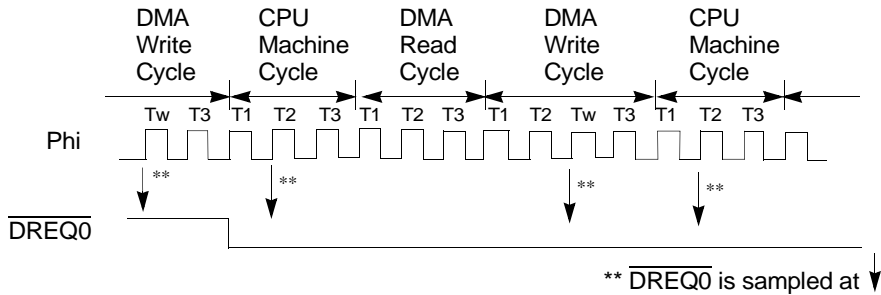 DMA Write Cycle
CPU Machine Cycle
DMA Read Cycle
DMA Write Cycle
CPU Machine Cycle
Tw T3 T1 T2 T3 T1 T2 T3 T1 T2 Tw T3 T1 T2 T3
Phi
** ** ** **
DREQ0
** DREQ0 is sampled at